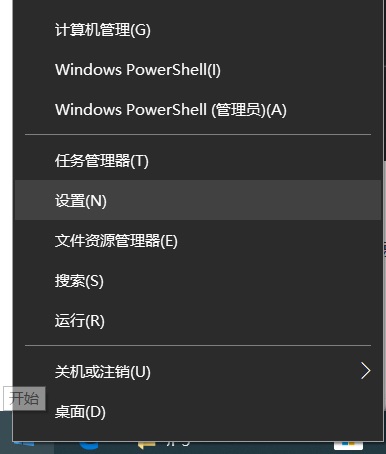 计算机管理(G)
Windows PowerShell(I)
Windows PowerShell (管理员)(A)
任务管理器(T)
设置(N)
文件资源管理器(E)
搜索(S)
运行(R)
关机或注销(U)
开始
桌面(D)